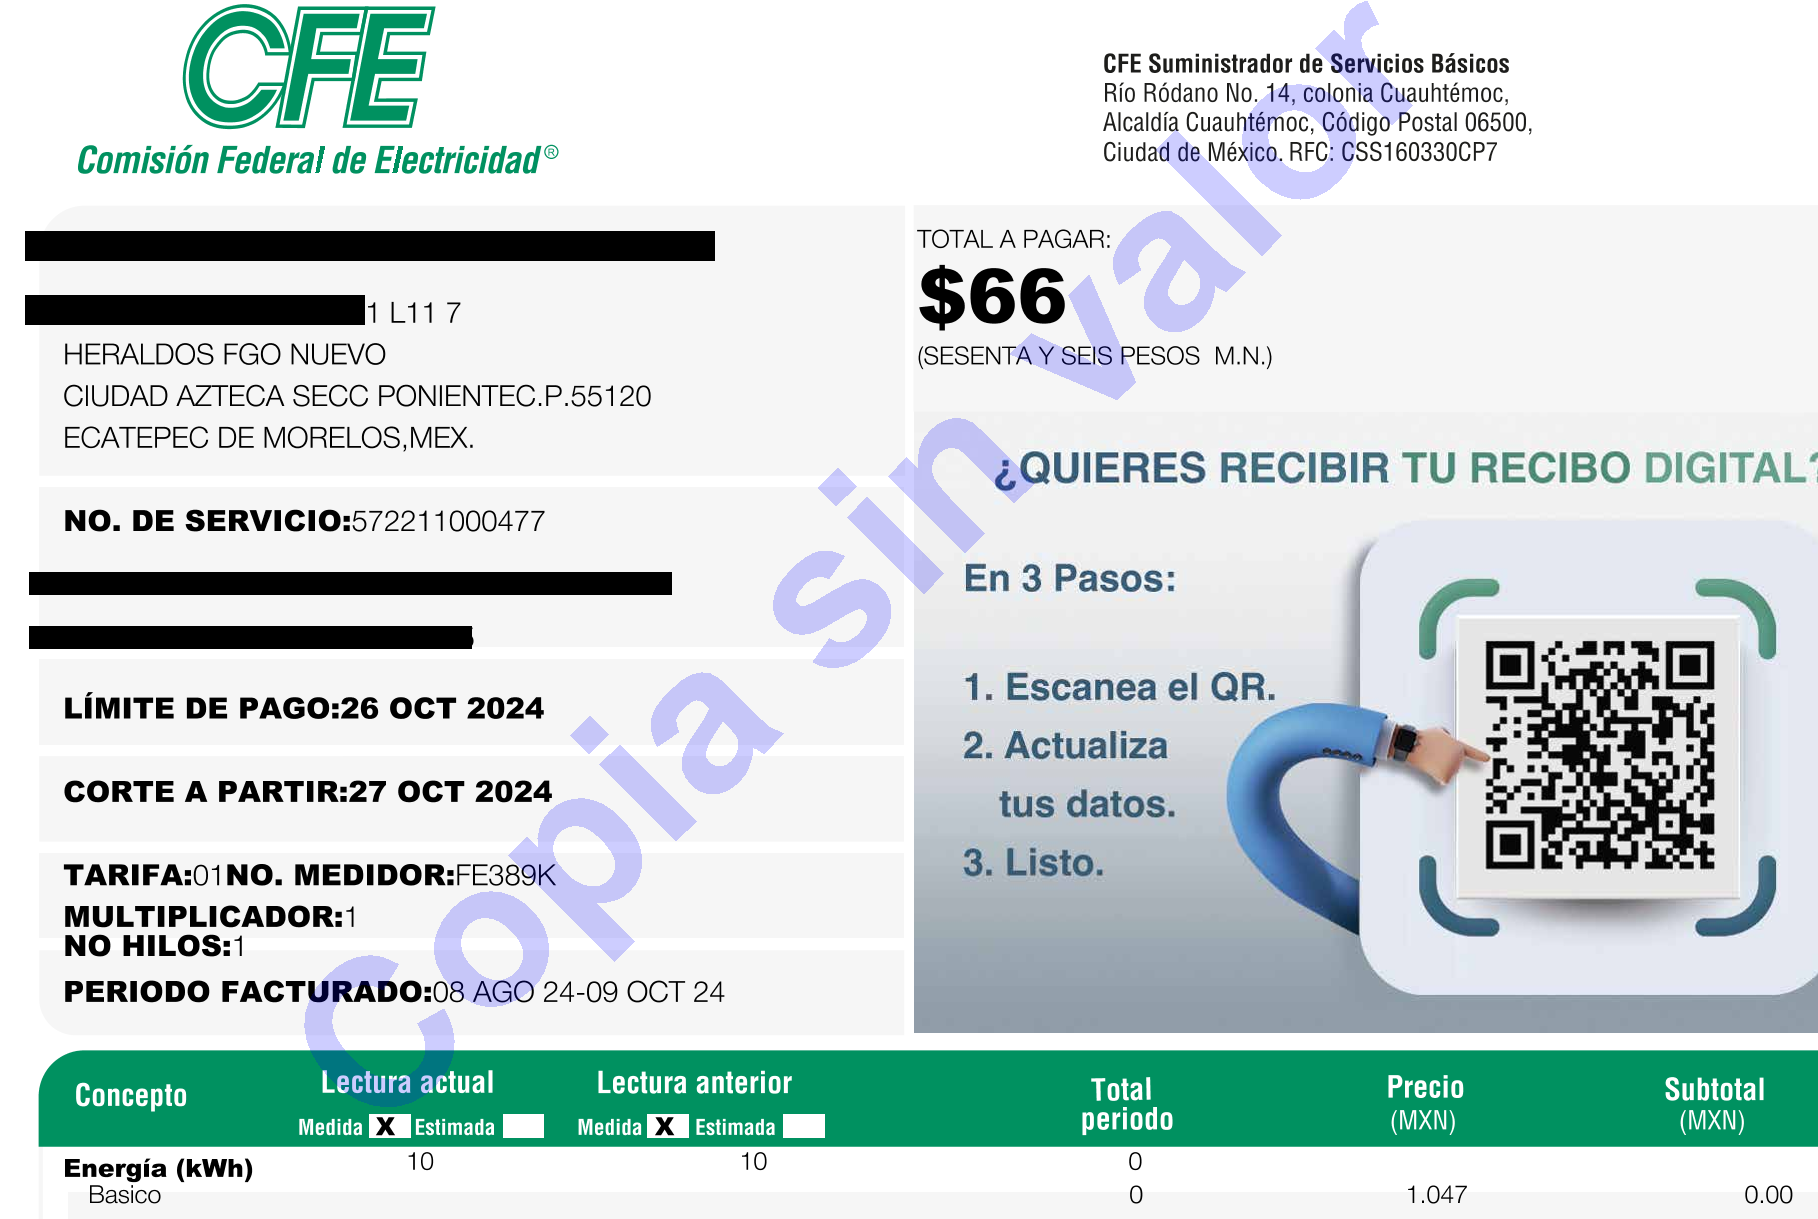 CFE
Comisión Federal de Electricidad®
CFE Suministrador de Servicios Básicos
Río Ródano No. 14, colonia Cuauhtémoc,
Alcaldía Cuauhtémoc, Código Postal 06500,
Ciudad de México. RFC: CSS160330CP7
1 L11 7
HERALDOS FGO NUEVO
CIUDAD AZTECA SECC PONIENTEC.P.55120
ECATEPEC DE MORELOS,MEX.
NO. DE SERVICIO:572211000477
LÍMITE DE PAGO:26 OCT 2024
CORTE A PARTIR:27 OCT 2024
TARIFA:01NO. MEDIDOR:FE389K
MULTIPLICADOR:1
NO HILOS:1
PERIODO FACTURADO:08 AGO 24-09 OCT 24
TOTAL A PAGAR:
$66
(SESENTA Y SEIS PESOS M.N.)
¿QUIERES RECIBIR TU RECIBO DIGITAL?
En 3 Pasos:
1. Escanea el QR.
2. Actualiza
tus datos.
3. Listo.
Copia sin valor
Concepto Lectura actual Lectura anterior Total periodo Precio (MXN) Subtotal (MXN)
Medida X Estimada Medida X Estimada
Energía (kWh) 10 10 0
Basico 0 1.047 0.00